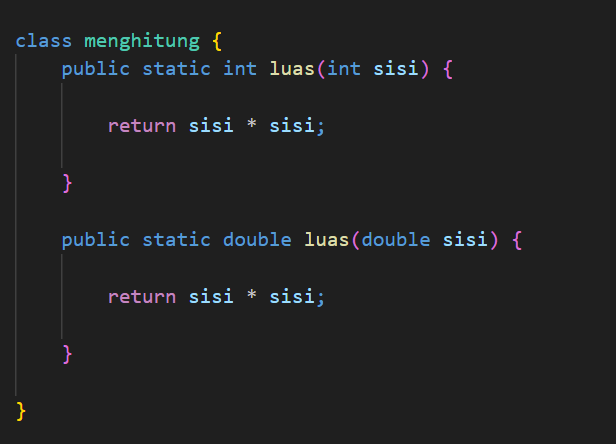 class menghitung {
    public static int luas(int sisi) {
        return sisi * sisi;
    }
    public static double luas(double sisi) {
        return sisi * sisi;
    }
}